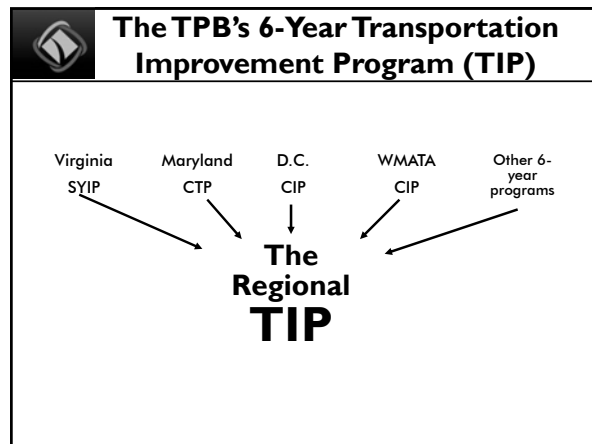 The TPB's 6-Year Transportation
Improvement Program (TIP)
Virginia
SYIP
Maryland
CTP
D.C.
CIP
WMATA
CIP
Other 6-
year
programs
The
Regional
TIP